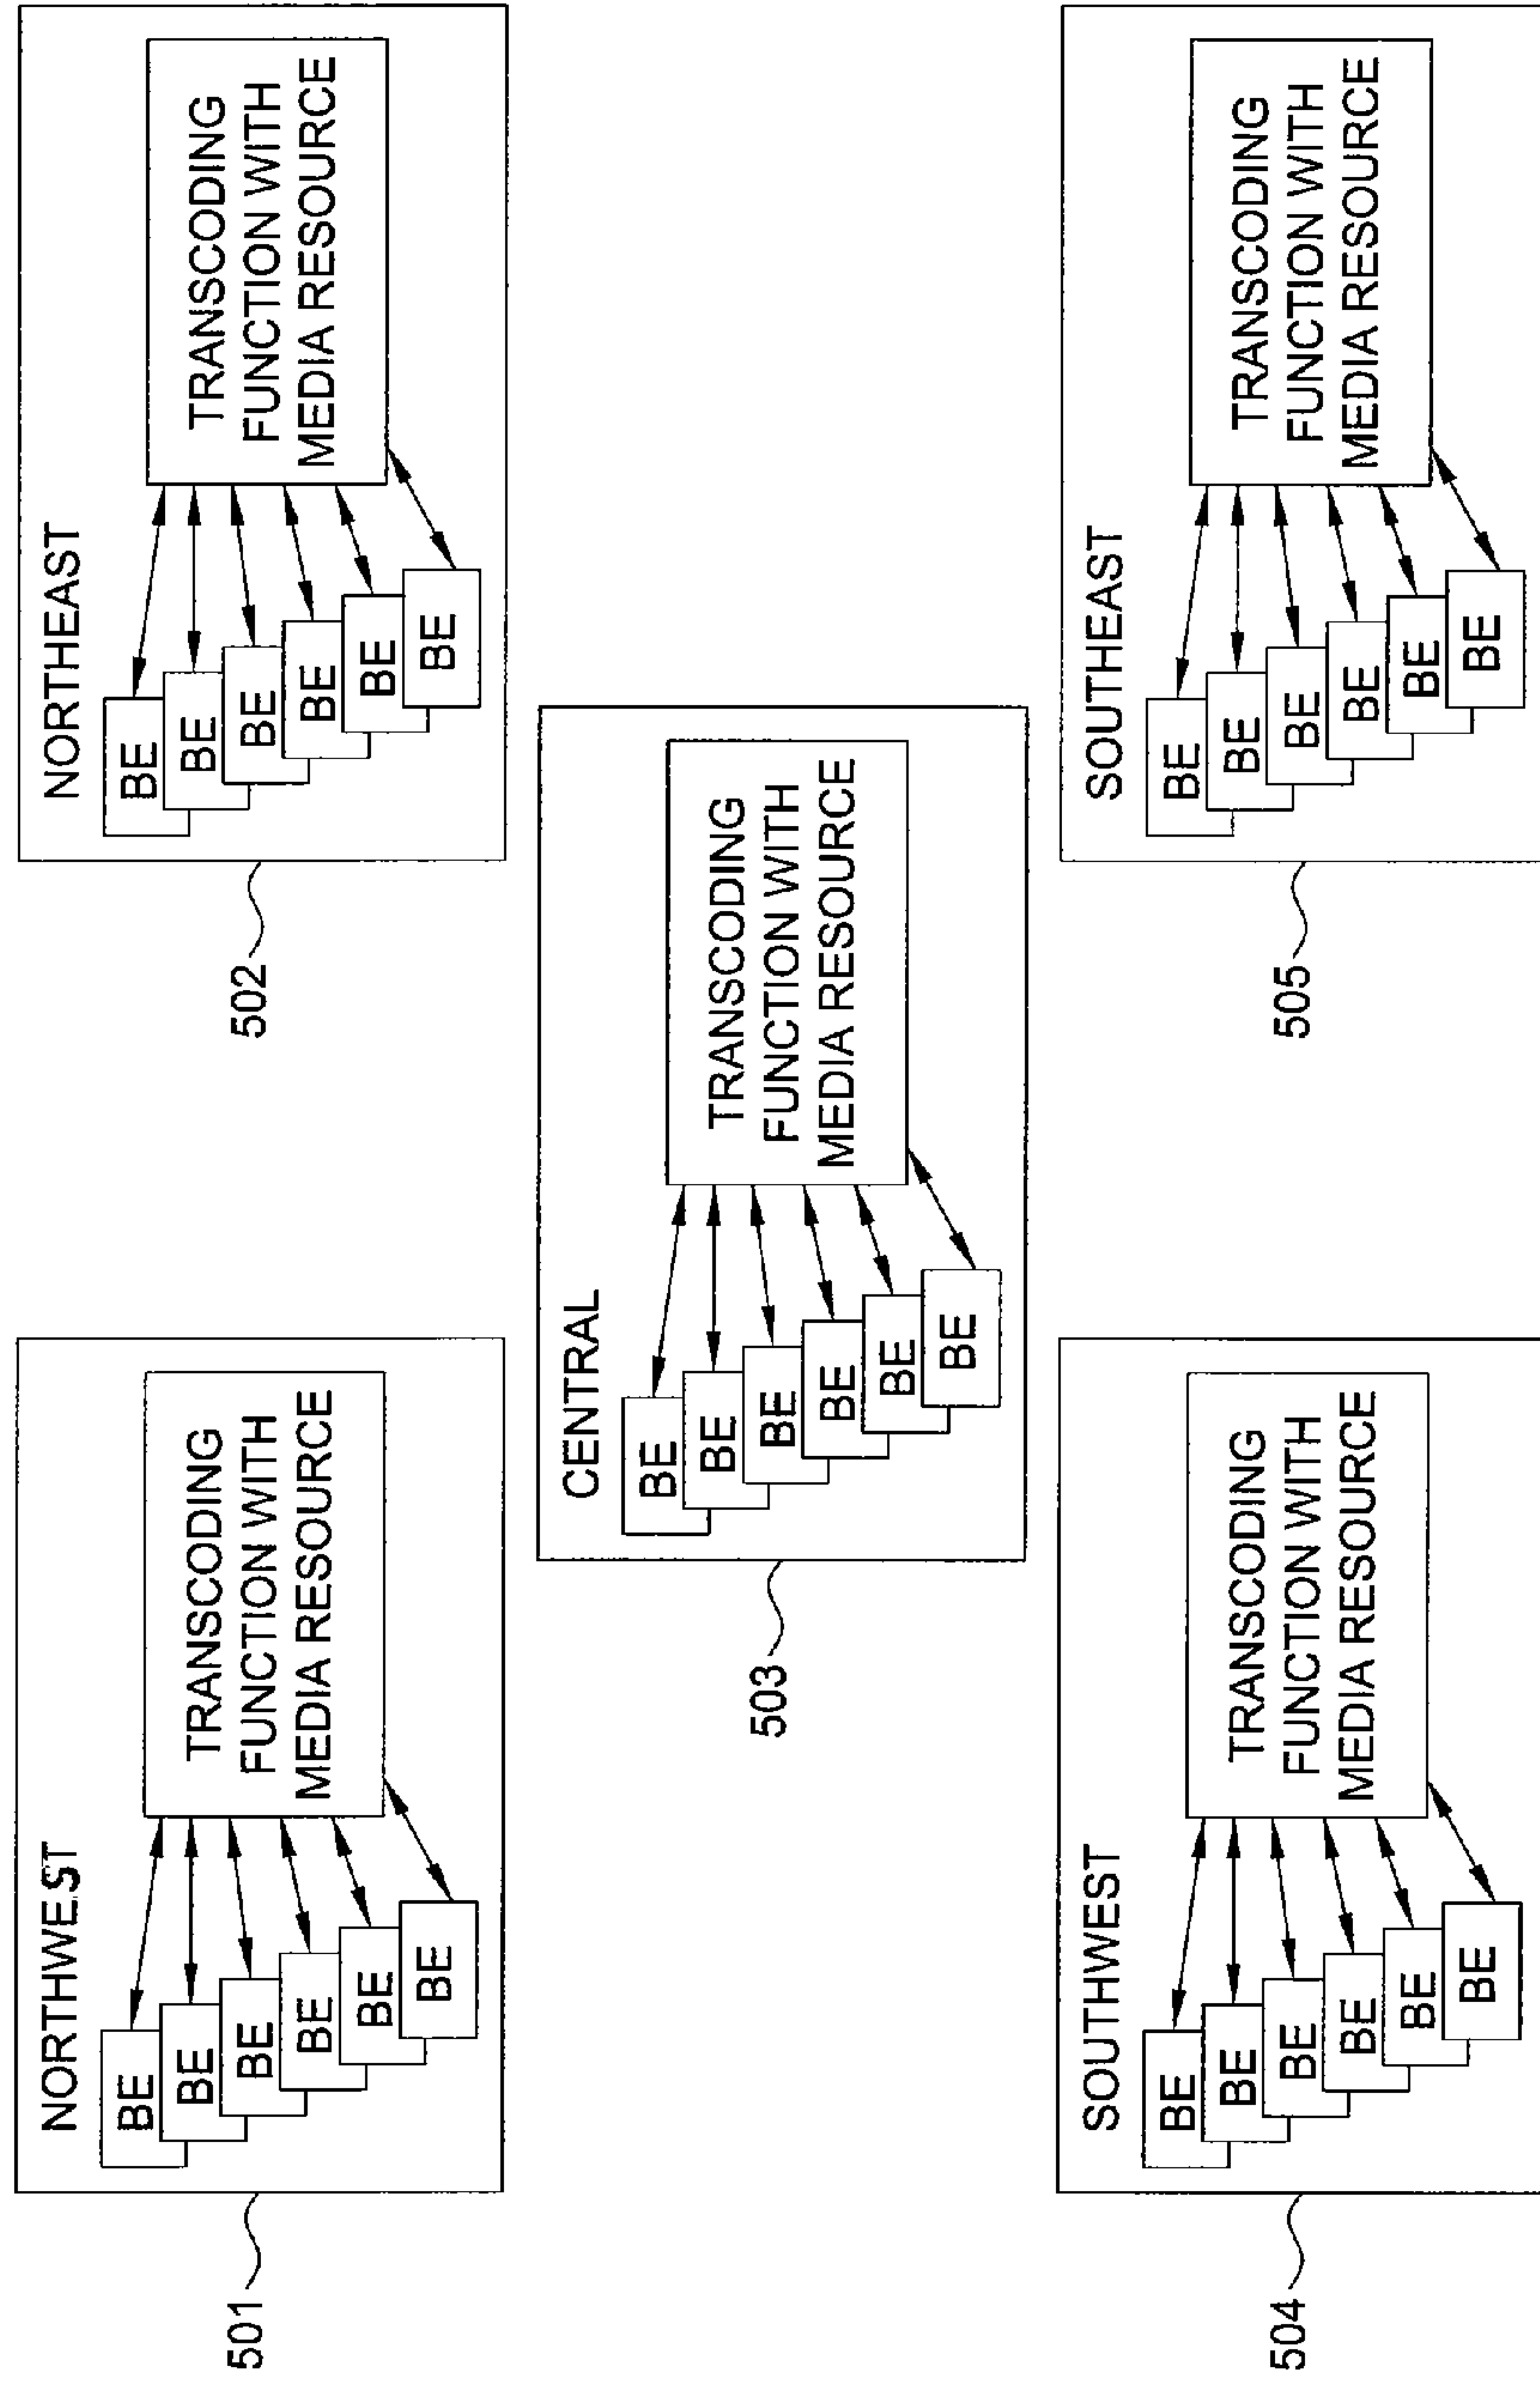 NORTHWEST
BE
BE
BE
BE
BE
BE
TRANSCODING
FUNCTION WITH
MEDIA RESOURCE
501
NORTHEAST
BE
BE
BE
BE
BE
BE
TRANSCODING
FUNCTION WITH
MEDIA RESOURCE
502
CENTRAL
BE
BE
BE
BE
BE
BE
TRANSCODING
FUNCTION WITH
MEDIA RESOURCE
503
SOUTHWEST
BE
BE
BE
BE
BE
BE
TRANSCODING
FUNCTION WITH
MEDIA RESOURCE
504
SOUTHEAST
BE
BE
BE
BE
BE
BE
TRANSCODING
FUNCTION WITH
MEDIA RESOURCE
505